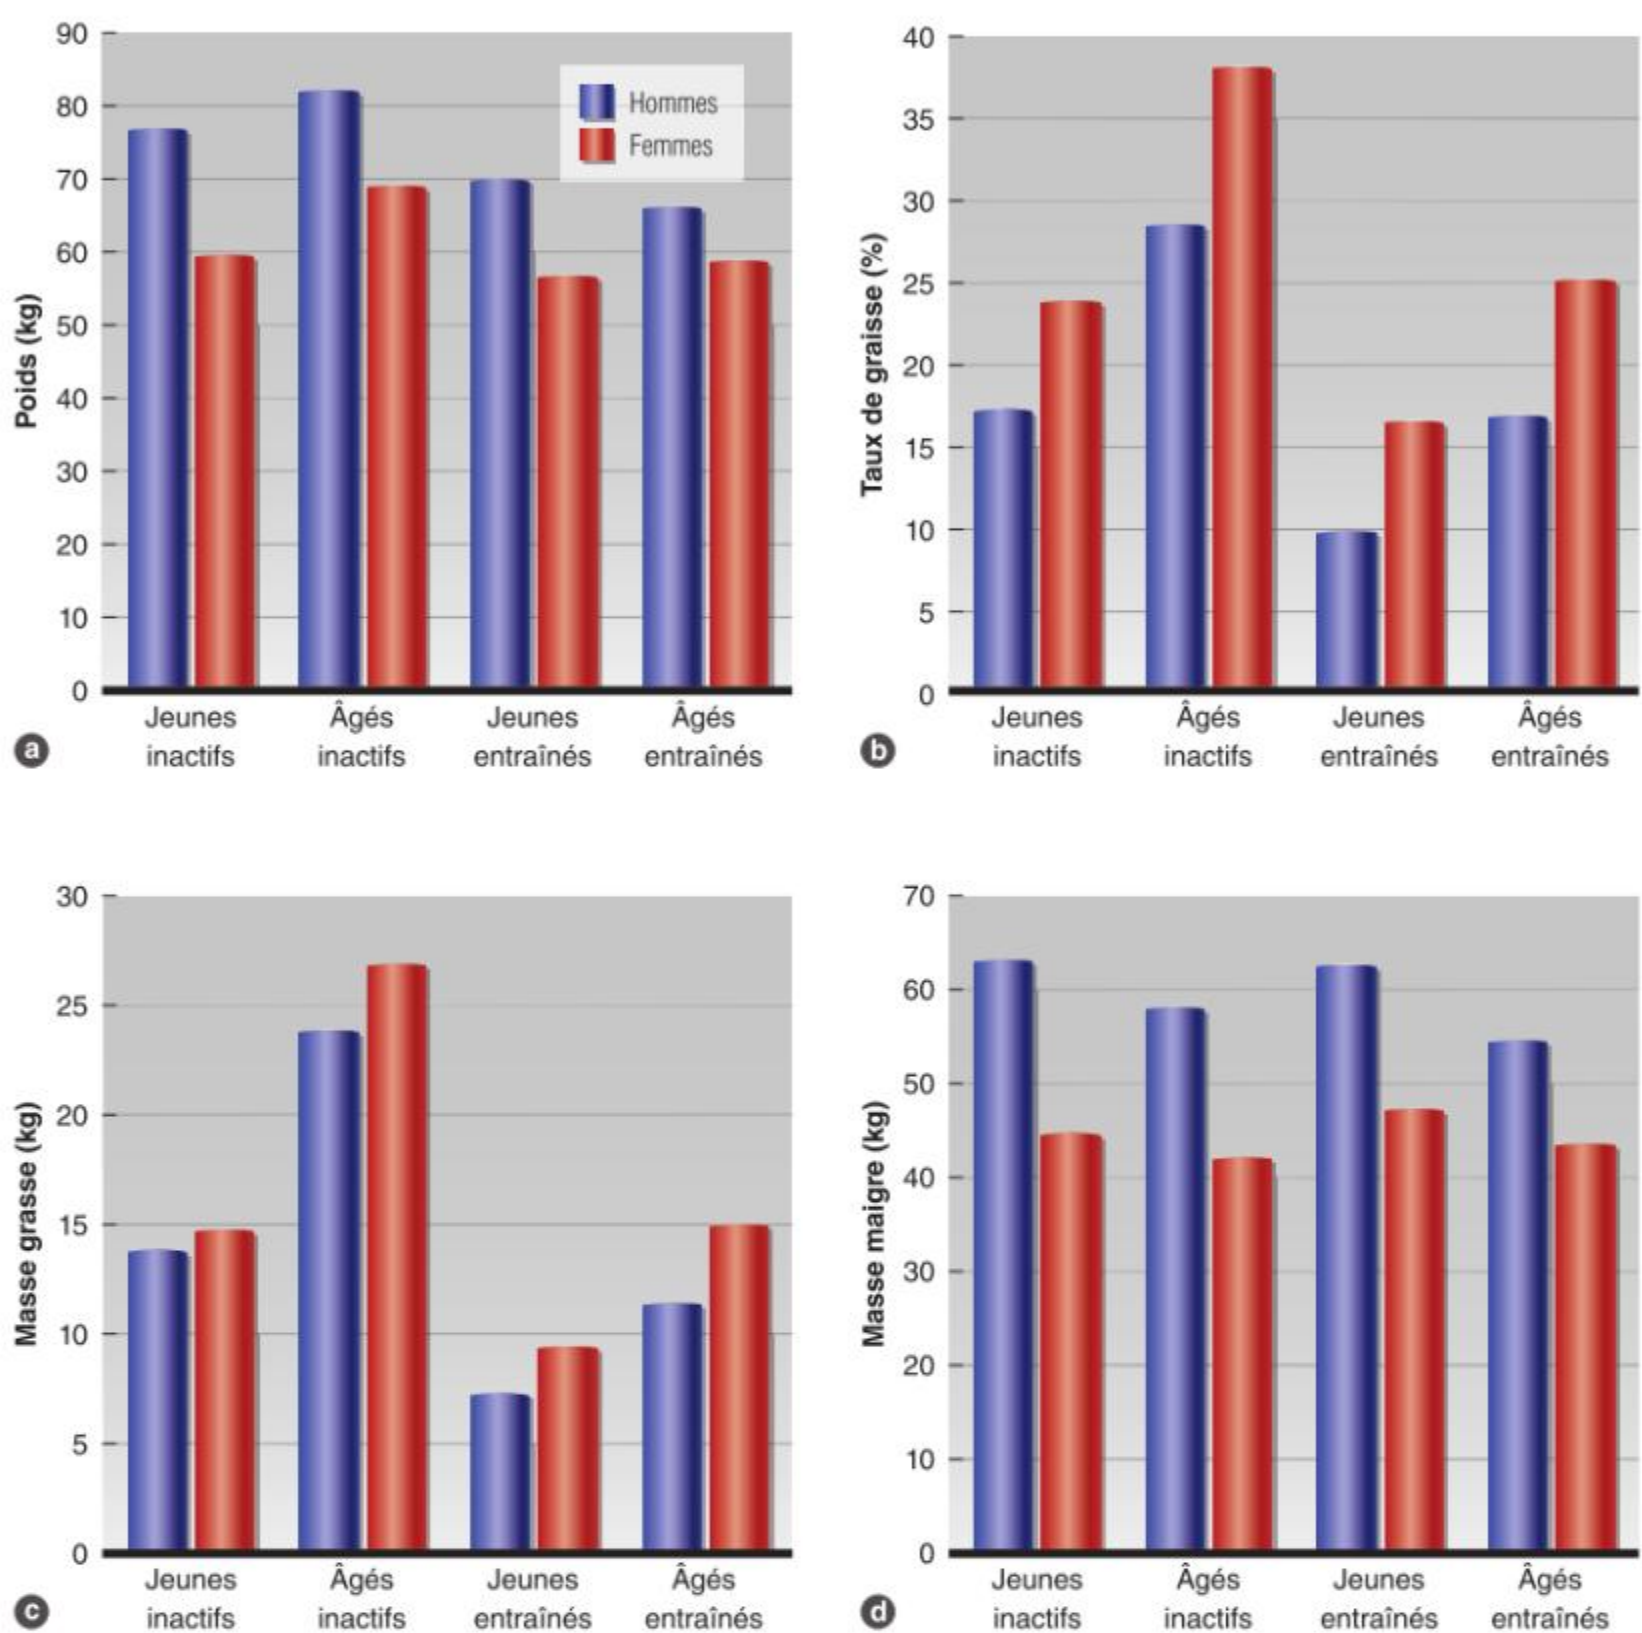 90
80
70
60
50
40
30
20
10
0
Poids (kg)
Hommes
Femmes
Jeunes inactifs
Âgés inactifs
Jeunes entraînés
Âgés entraînés
a
40
35
30
25
20
15
10
5
0
Taux de graisse (%)
Jeunes inactifs
Âgés inactifs
Jeunes entraînés
Âgés entraînés
b
30
25
20
15
10
5
0
Masse grasse (kg)
Jeunes inactifs
Âgés inactifs
Jeunes entraînés
Âgés entraînés
c
70
60
50
40
30
20
10
0
Masse maigre (kg)
Jeunes inactifs
Âgés inactifs
Jeunes entraînés
Âgés entraînés
d